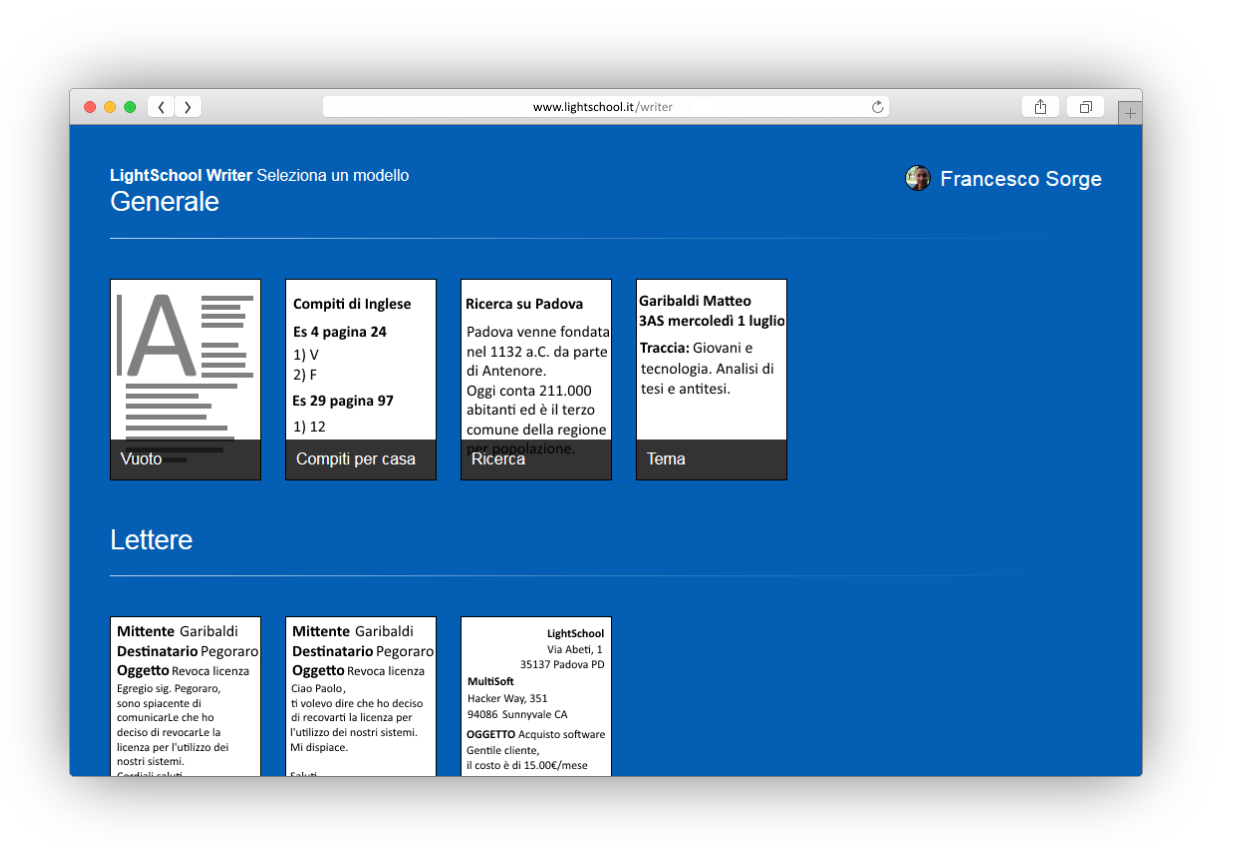 www.lightschool.it/writer
LightSchool Writer Seleziona un modello
Francesco Sorge
Generale
A
Vuoto
Compiti di Inglese
Es 4 pagina 24
1) V
2) F
Es 29 pagina 97
1) 12
Compiti per casa
Ricerca su Padova
Padova venne fondata
nel 1132 a.C. da parte
di Antenore.
Oggi conta 211.000
abitanti ed è il terzo
comune della regione
per popolazione.
Ricerca
Garibaldi Matteo
3AS mercoledì 1 luglio
Traccia: Giovani e
tecnologia. Analisi di
tesi e antitesi.
Tema
Lettere
Mittente Garibaldi
Destinatario Pegoraro
Oggetto Revoca licenza
Egregio sig. Pegoraro,
sono spiacente di
comunicarLe che ho
deciso di revocarLe la
licenza per l'utilizzo dei
nostri sistemi.
Cordiali saluti
Mittente Garibaldi
Destinatario Pegoraro
Oggetto Revoca licenza
Ciao Paolo,
ti volevo dire che ho deciso
di recovarti la licenza per
l'utilizzo dei nostri sistemi.
Mi dispiace.
Saluti
LightSchool
Via Abeti, 1
35137 Padova PD
MultiSoft
Hacker Way, 351
94086 Sunnyvale CA
OGGETTO Acquisto software
Gentile cliente,
il costo è di 15.00€/mese